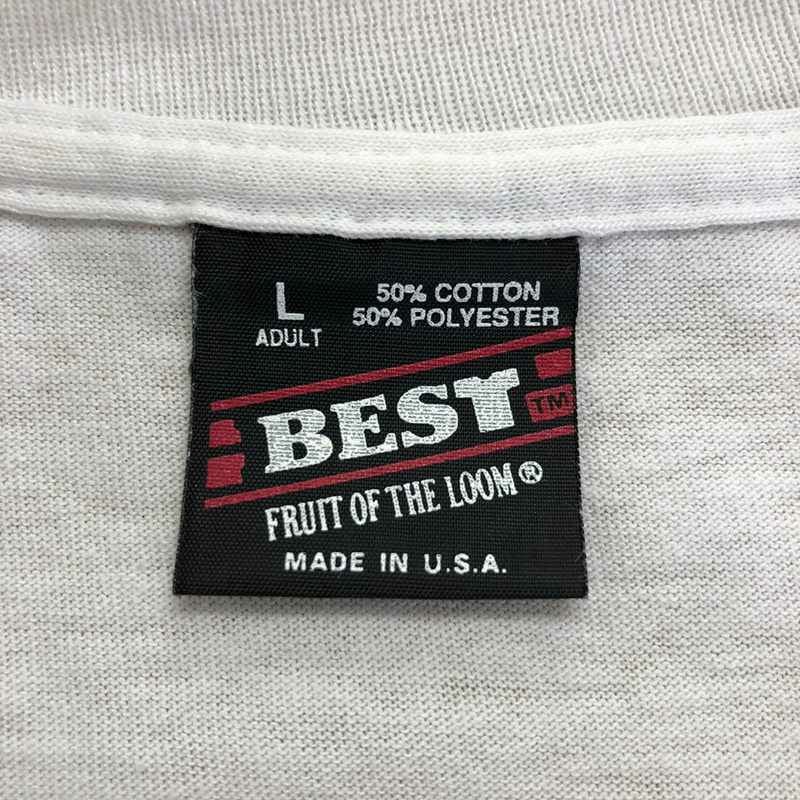 L
ADULT
50% COTTON
50% POLYESTER
BEST TM
FRUIT OF THE LOOM®
MADE IN U.S.A.